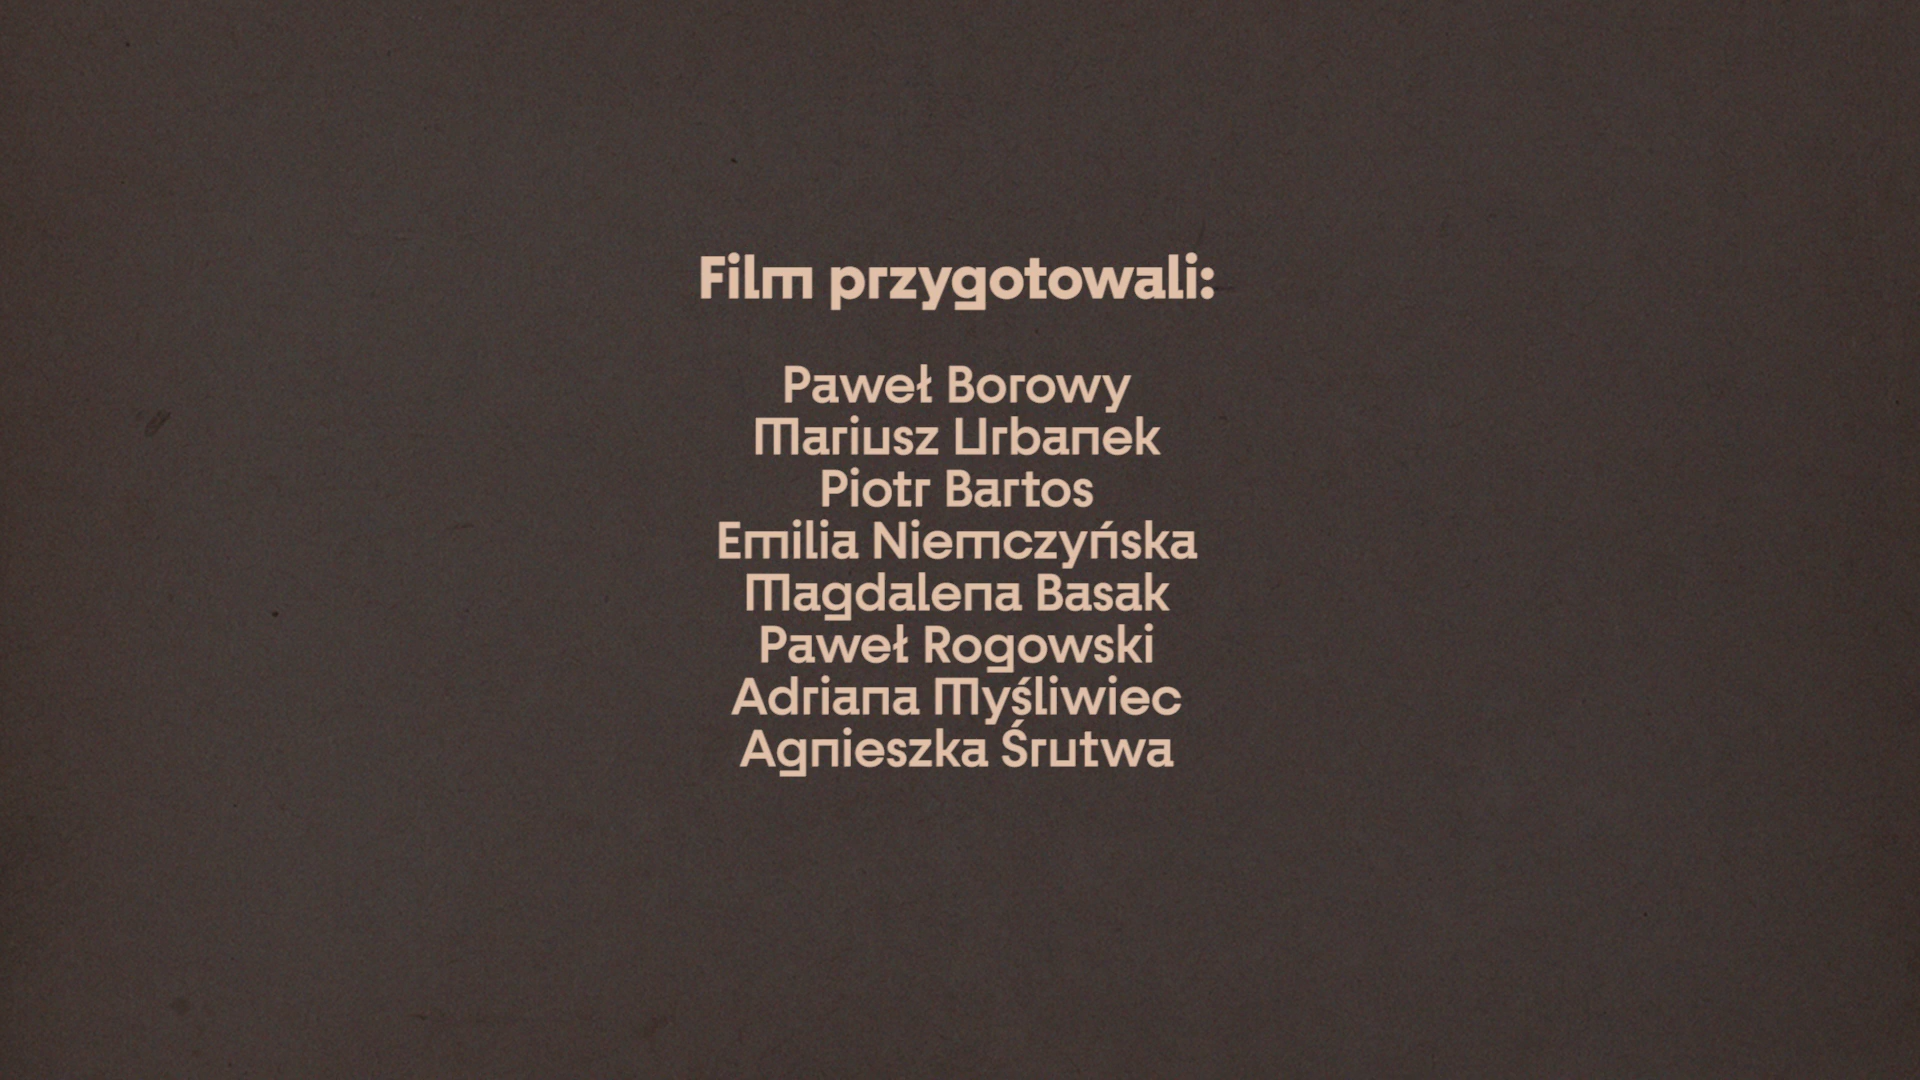 Film przygotowali:
Paweł Borowy
Mariusz Urbanek
Piotr Bartos
Emilia Niemczyńska
Magdalena Basak
Paweł Rogowski
Adriana Myśliwiec
Agnieszka Śrutwa